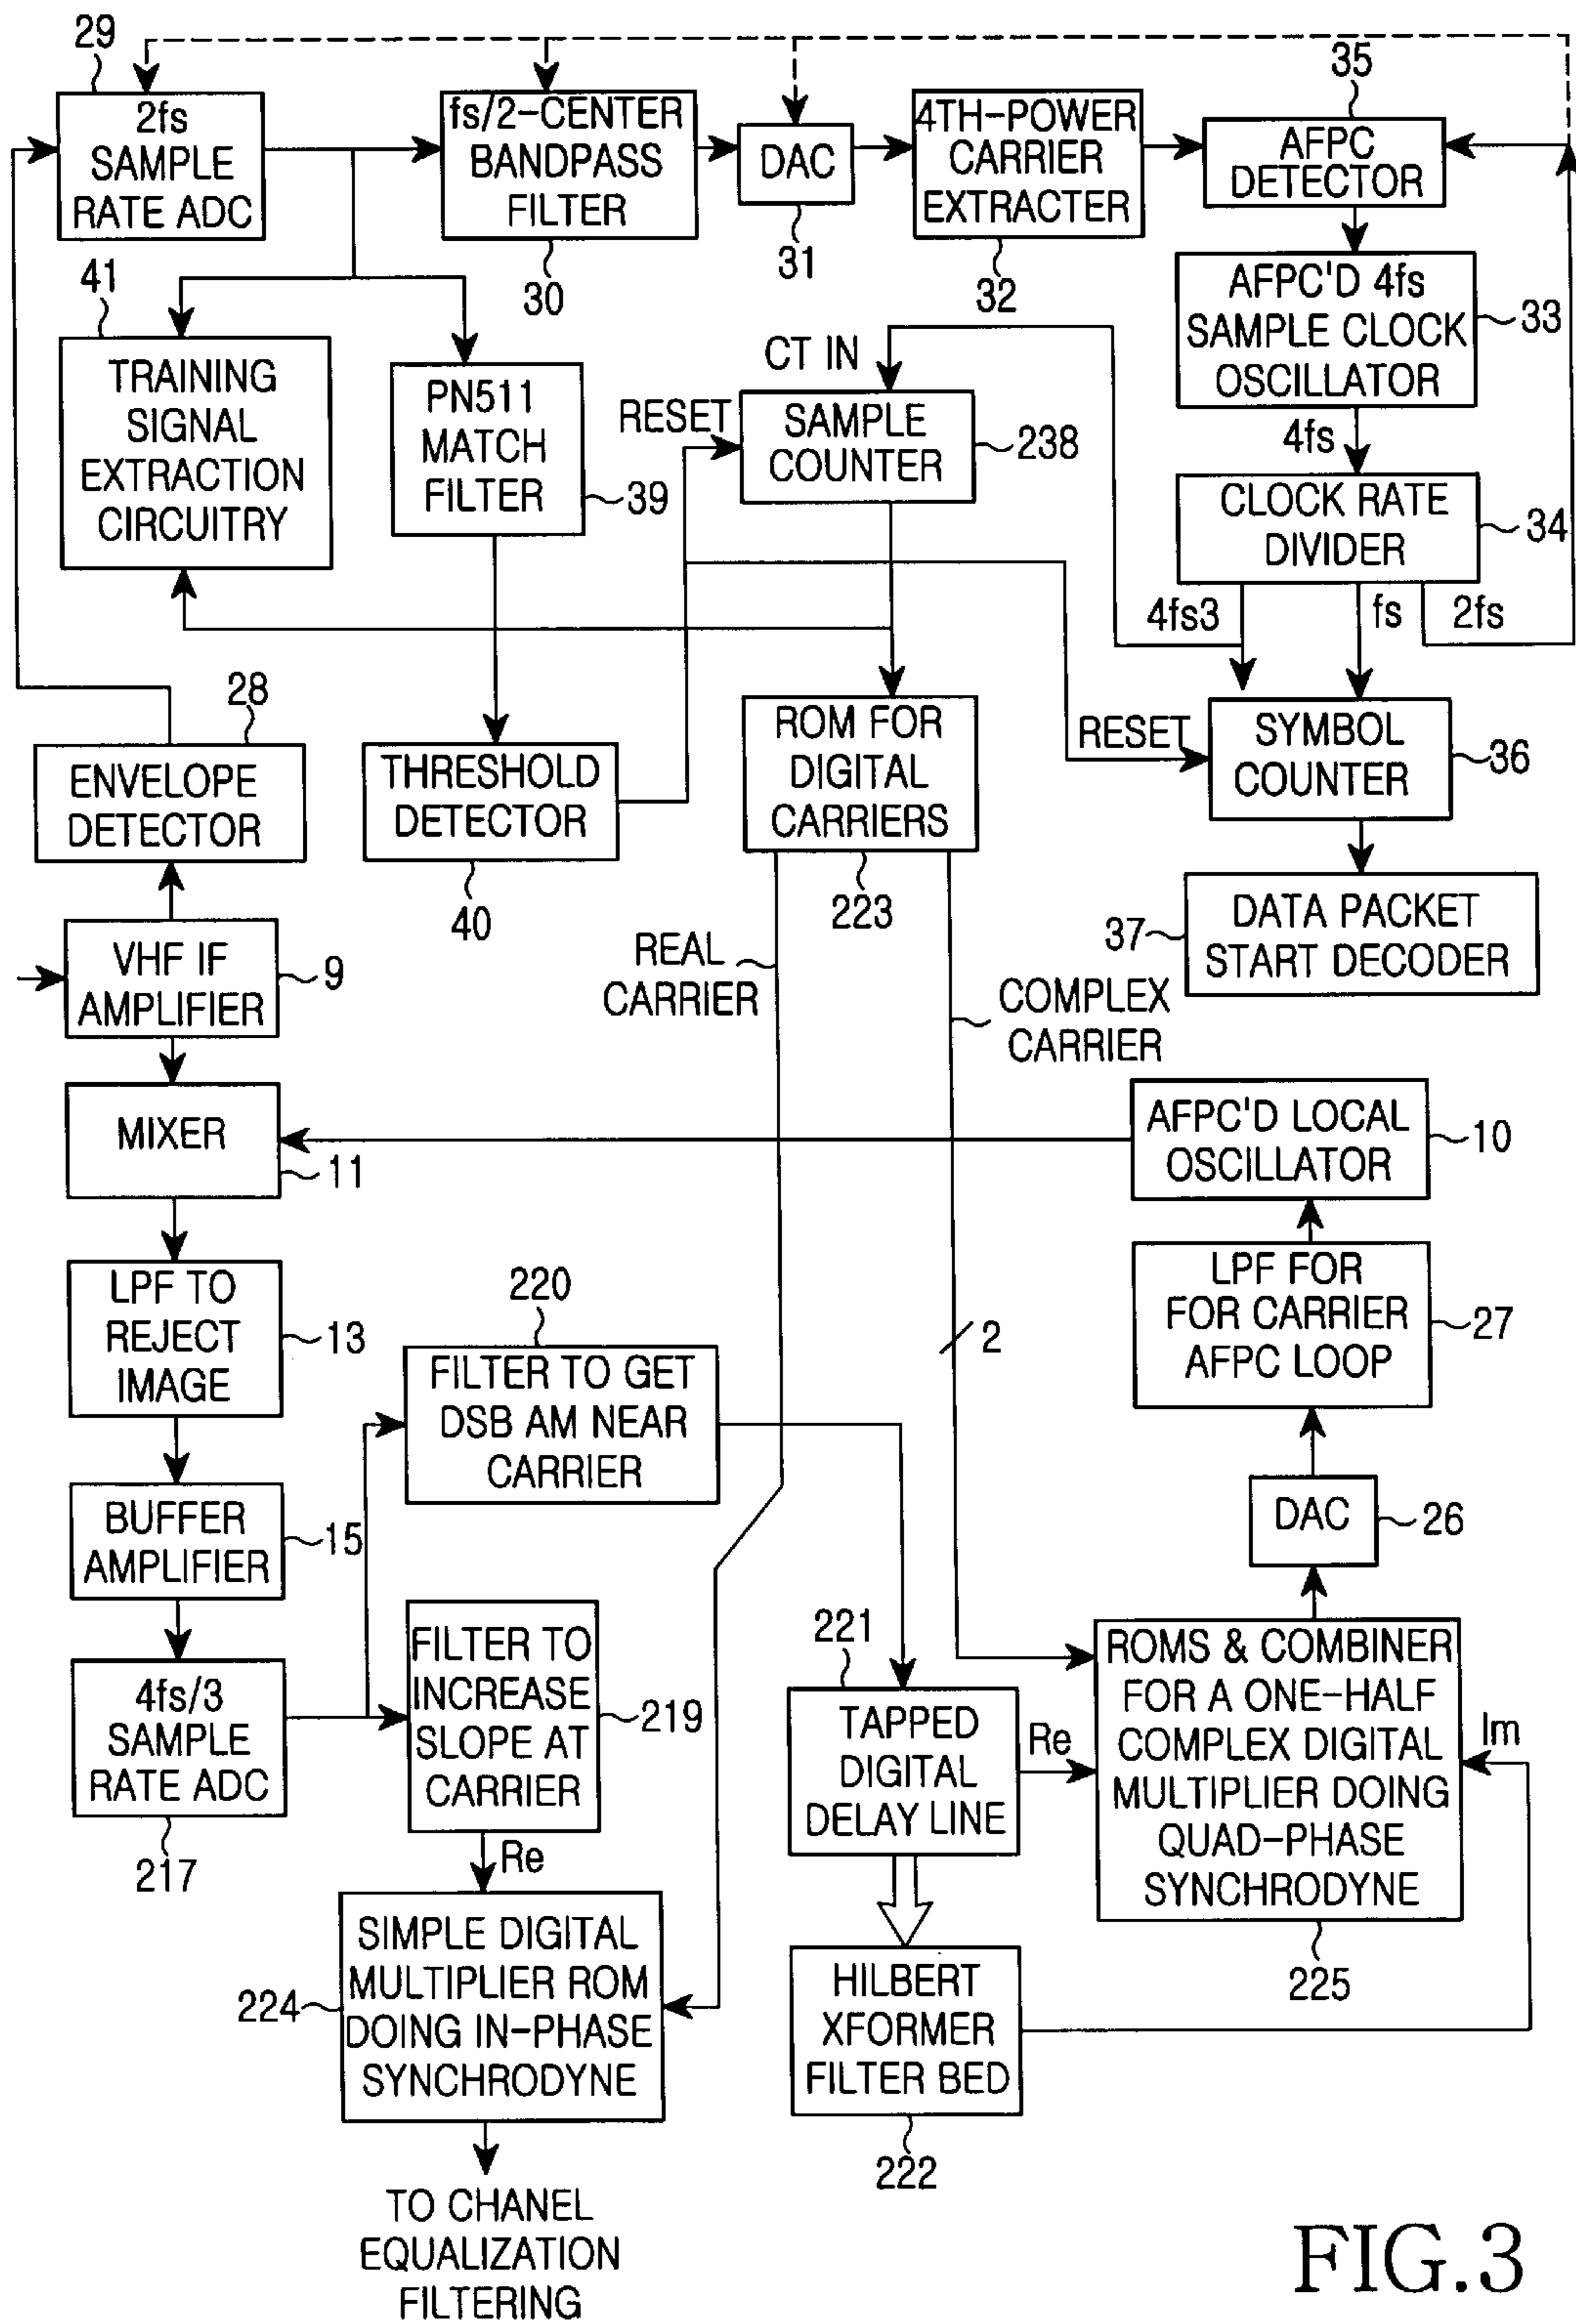 29
2fs
SAMPLE
RATE ADC
fs/2-CENTER
BANDPASS
FILTER
30
DAC
31
4TH-POWER
CARRIER
EXTRACTER
32
35
AFPC
DETECTOR
AFPC'D 4fs
SAMPLE CLOCK
OSCILLATOR
33
4fs
CLOCK RATE
DIVIDER
34
4fs3
fs
2fs
41
TRAINING
SIGNAL
EXTRACTION
CIRCUITRY
PN511
MATCH
FILTER
39
CT IN
RESET
SAMPLE
COUNTER
238
28
ENVELOPE
DETECTOR
THRESHOLD
DETECTOR
40
ROM FOR
DIGITAL
CARRIERS
223
RESET
SYMBOL
COUNTER
36
37
DATA PACKET
START DECODER
VHF IF
AMPLIFIER
9
REAL
CARRIER
COMPLEX
CARRIER
MIXER
11
AFPC'D LOCAL
OSCILLATOR
10
LPF TO
REJECT
IMAGE
13
220
FILTER TO GET
DSB AM NEAR
CARRIER
2
LPF FOR
FOR CARRIER
AFPC LOOP
27
BUFFER
AMPLIFIER
15
DAC
26
4fs/3
SAMPLE
RATE ADC
217
FILTER TO
INCREASE
SLOPE AT
CARRIER
219
Re
221
TAPPED
DIGITAL
DELAY LINE
Re
ROMS & COMBINER
FOR A ONE-HALF
COMPLEX DIGITAL
MULTIPLIER DOING
QUAD-PHASE
SYNCHRODYNE
225
Im
224
SIMPLE DIGITAL
MULTIPLIER ROM
DOING IN-PHASE
SYNCHRODYNE
HILBERT
XFORMER
FILTER BED
222
TO CHANEL
EQUALIZATION
FILTERING
FIG.3